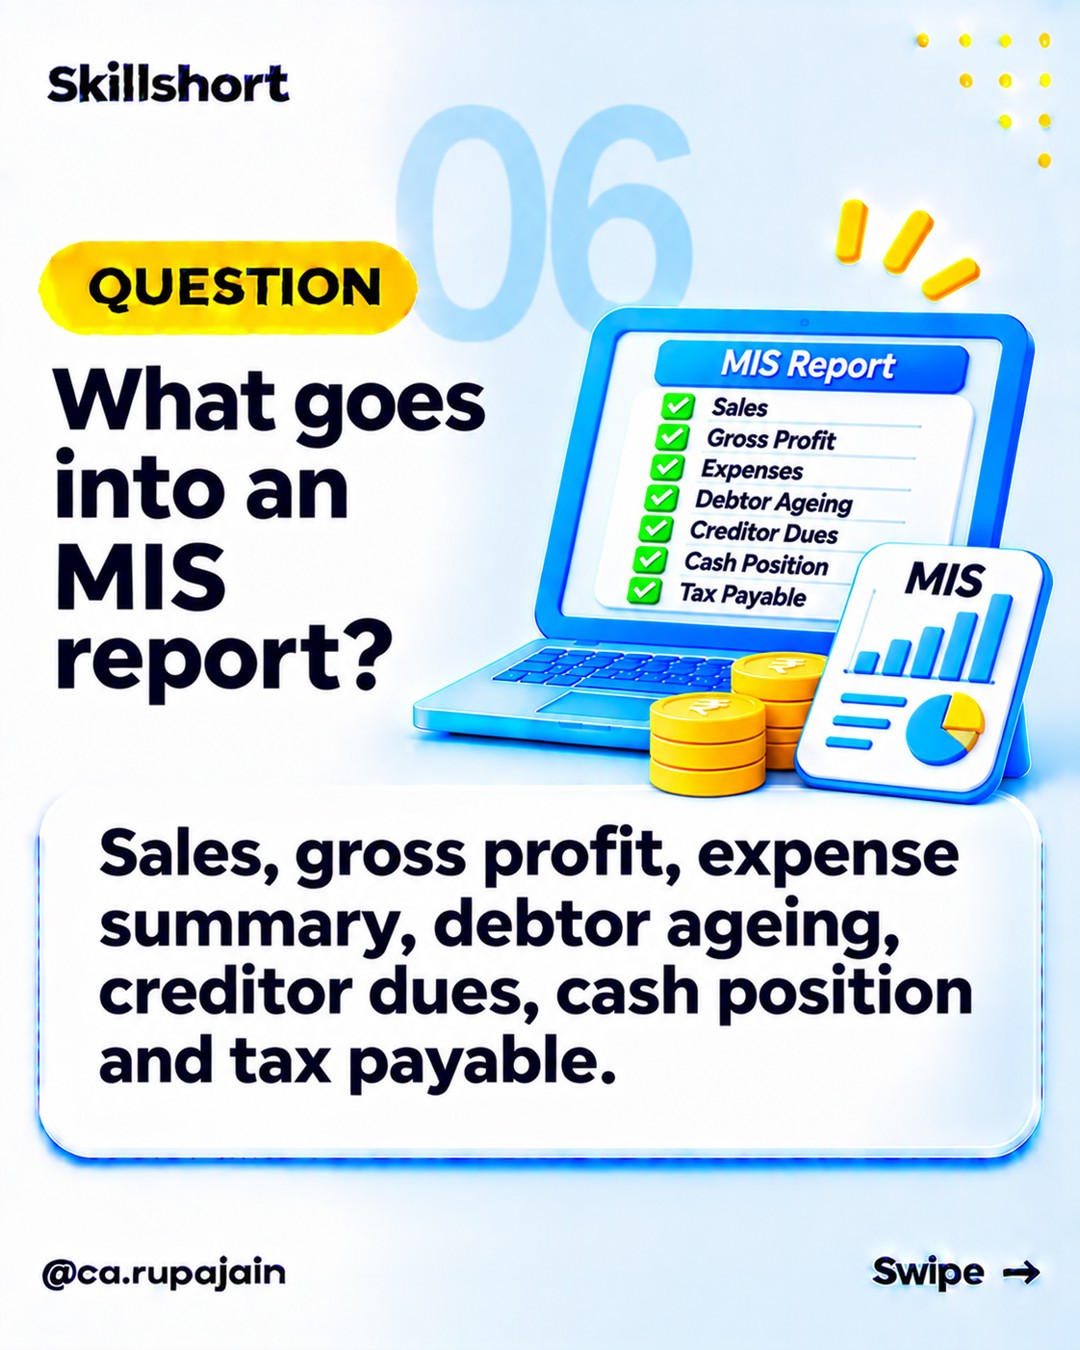 Skillshort
06
QUESTION
What goes
into an
MIS
report?
MIS Report
Sales
Gross Profit
Expenses
Debtor Ageing
Creditor Dues
Cash Position
Tax Payable
MIS
₹
₹
Sales, gross profit, expense
summary, debtor ageing,
creditor dues, cash position
and tax payable.
@ca.rupajain
Swipe →